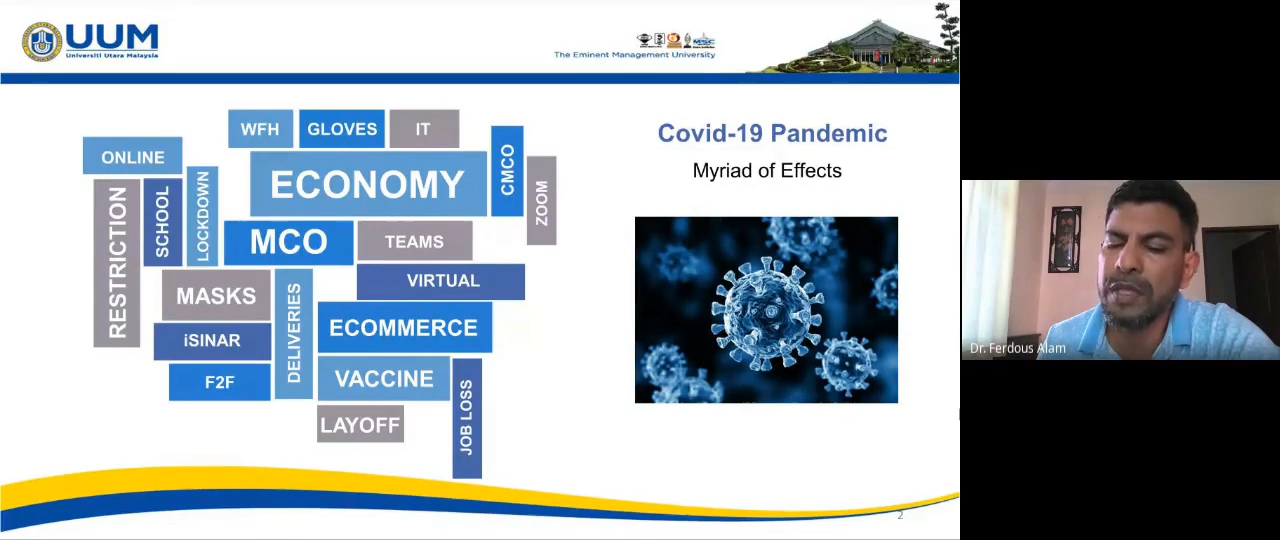 UUM
Universiti Utara Malaysia
MSC
The Eminent Management University
WFH
GLOVES
IT
ONLINE
ECONOMY
CMCO
ZOOM
RESTRICTION
SCHOOL
LOCKDOWN
MCO
TEAMS
VIRTUAL
MASKS
DELIVERIES
ECOMMERCE
iSINAR
F2F
VACCINE
JOB LOSS
LAYOFF
Covid-19 Pandemic
Myriad of Effects
2
Dr. Ferdous Alam